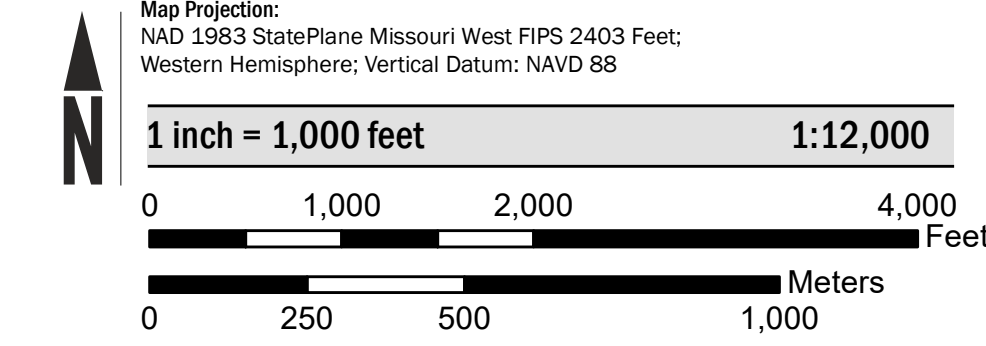 Map Projection:
NAD 1983 StatePlane Missouri West FIPS 2403 Feet;
Western Hemisphere; Vertical Datum: NAVD 88
N
1 inch = 1,000 feet 1:12,000
0 1,000 2,000 4,000
Feet
Meters
0 250 500 1,000